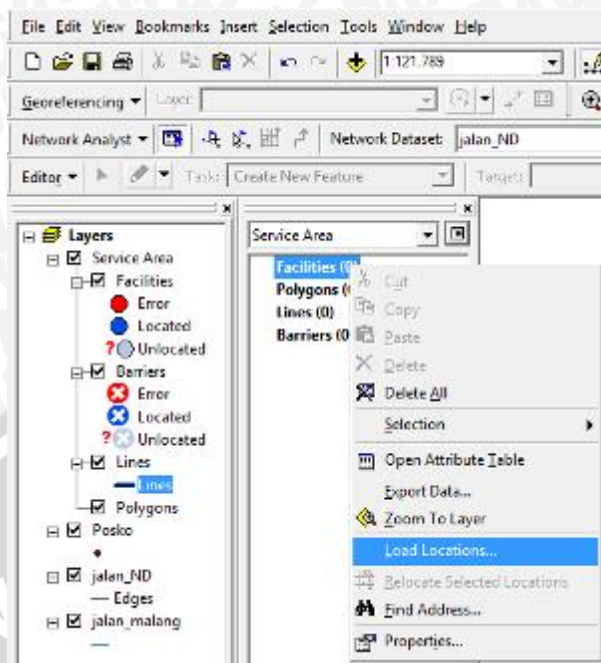 File Edit View Bookmarks Insert Selection Tools Window Help
1:121.789
Georeferencing Layer:
Network Analyst Network Dataset: jalan_ND
Editor Task: Create New Feature Target:
Layers
Service Area
Facilities
Error
Located
? Unlocated
Barriers
Error
Located
? Unlocated
Lines
Lines
Polygons
Posko
jalan_ND
Edges
jalan_malang
Service Area
Facilities (0)
Polygons (
Lines (0)
Barriers (0
Cut
Copy
Paste
Delete
Delete All
Selection
Open Attribute Table
Export Data...
Zoom To Layer
Load Locations...
Relocate Selected Locations
Find Address...
Properties...